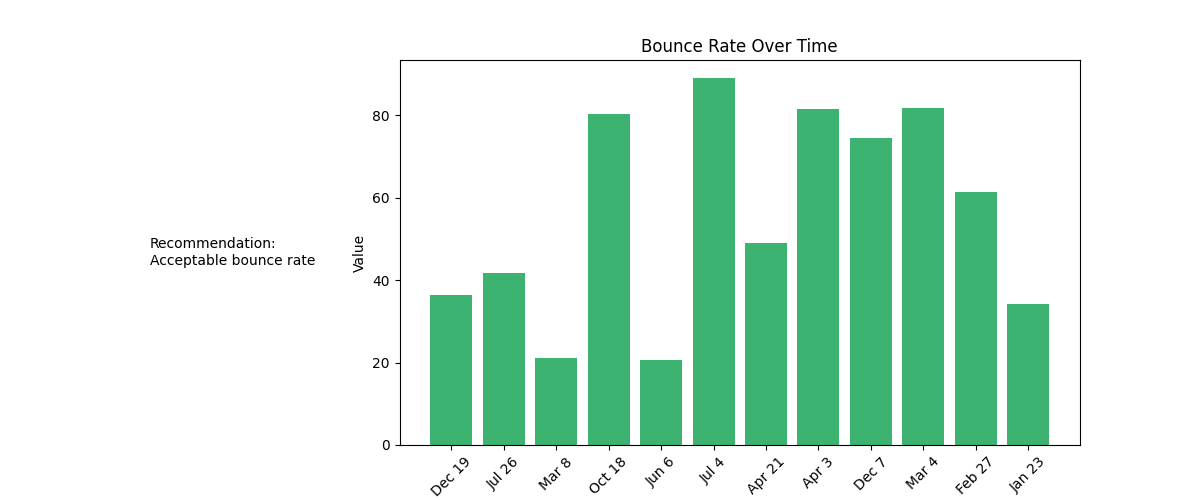 Bounce Rate Over Time
Recommendation:
Acceptable bounce rate
Value
80
60
40
20
0
Dec 19
Jul 26
Mar 8
Oct 18
Jun 6
Jul 4
Apr 21
Apr 3
Dec 7
Mar 4
Feb 27
Jan 23